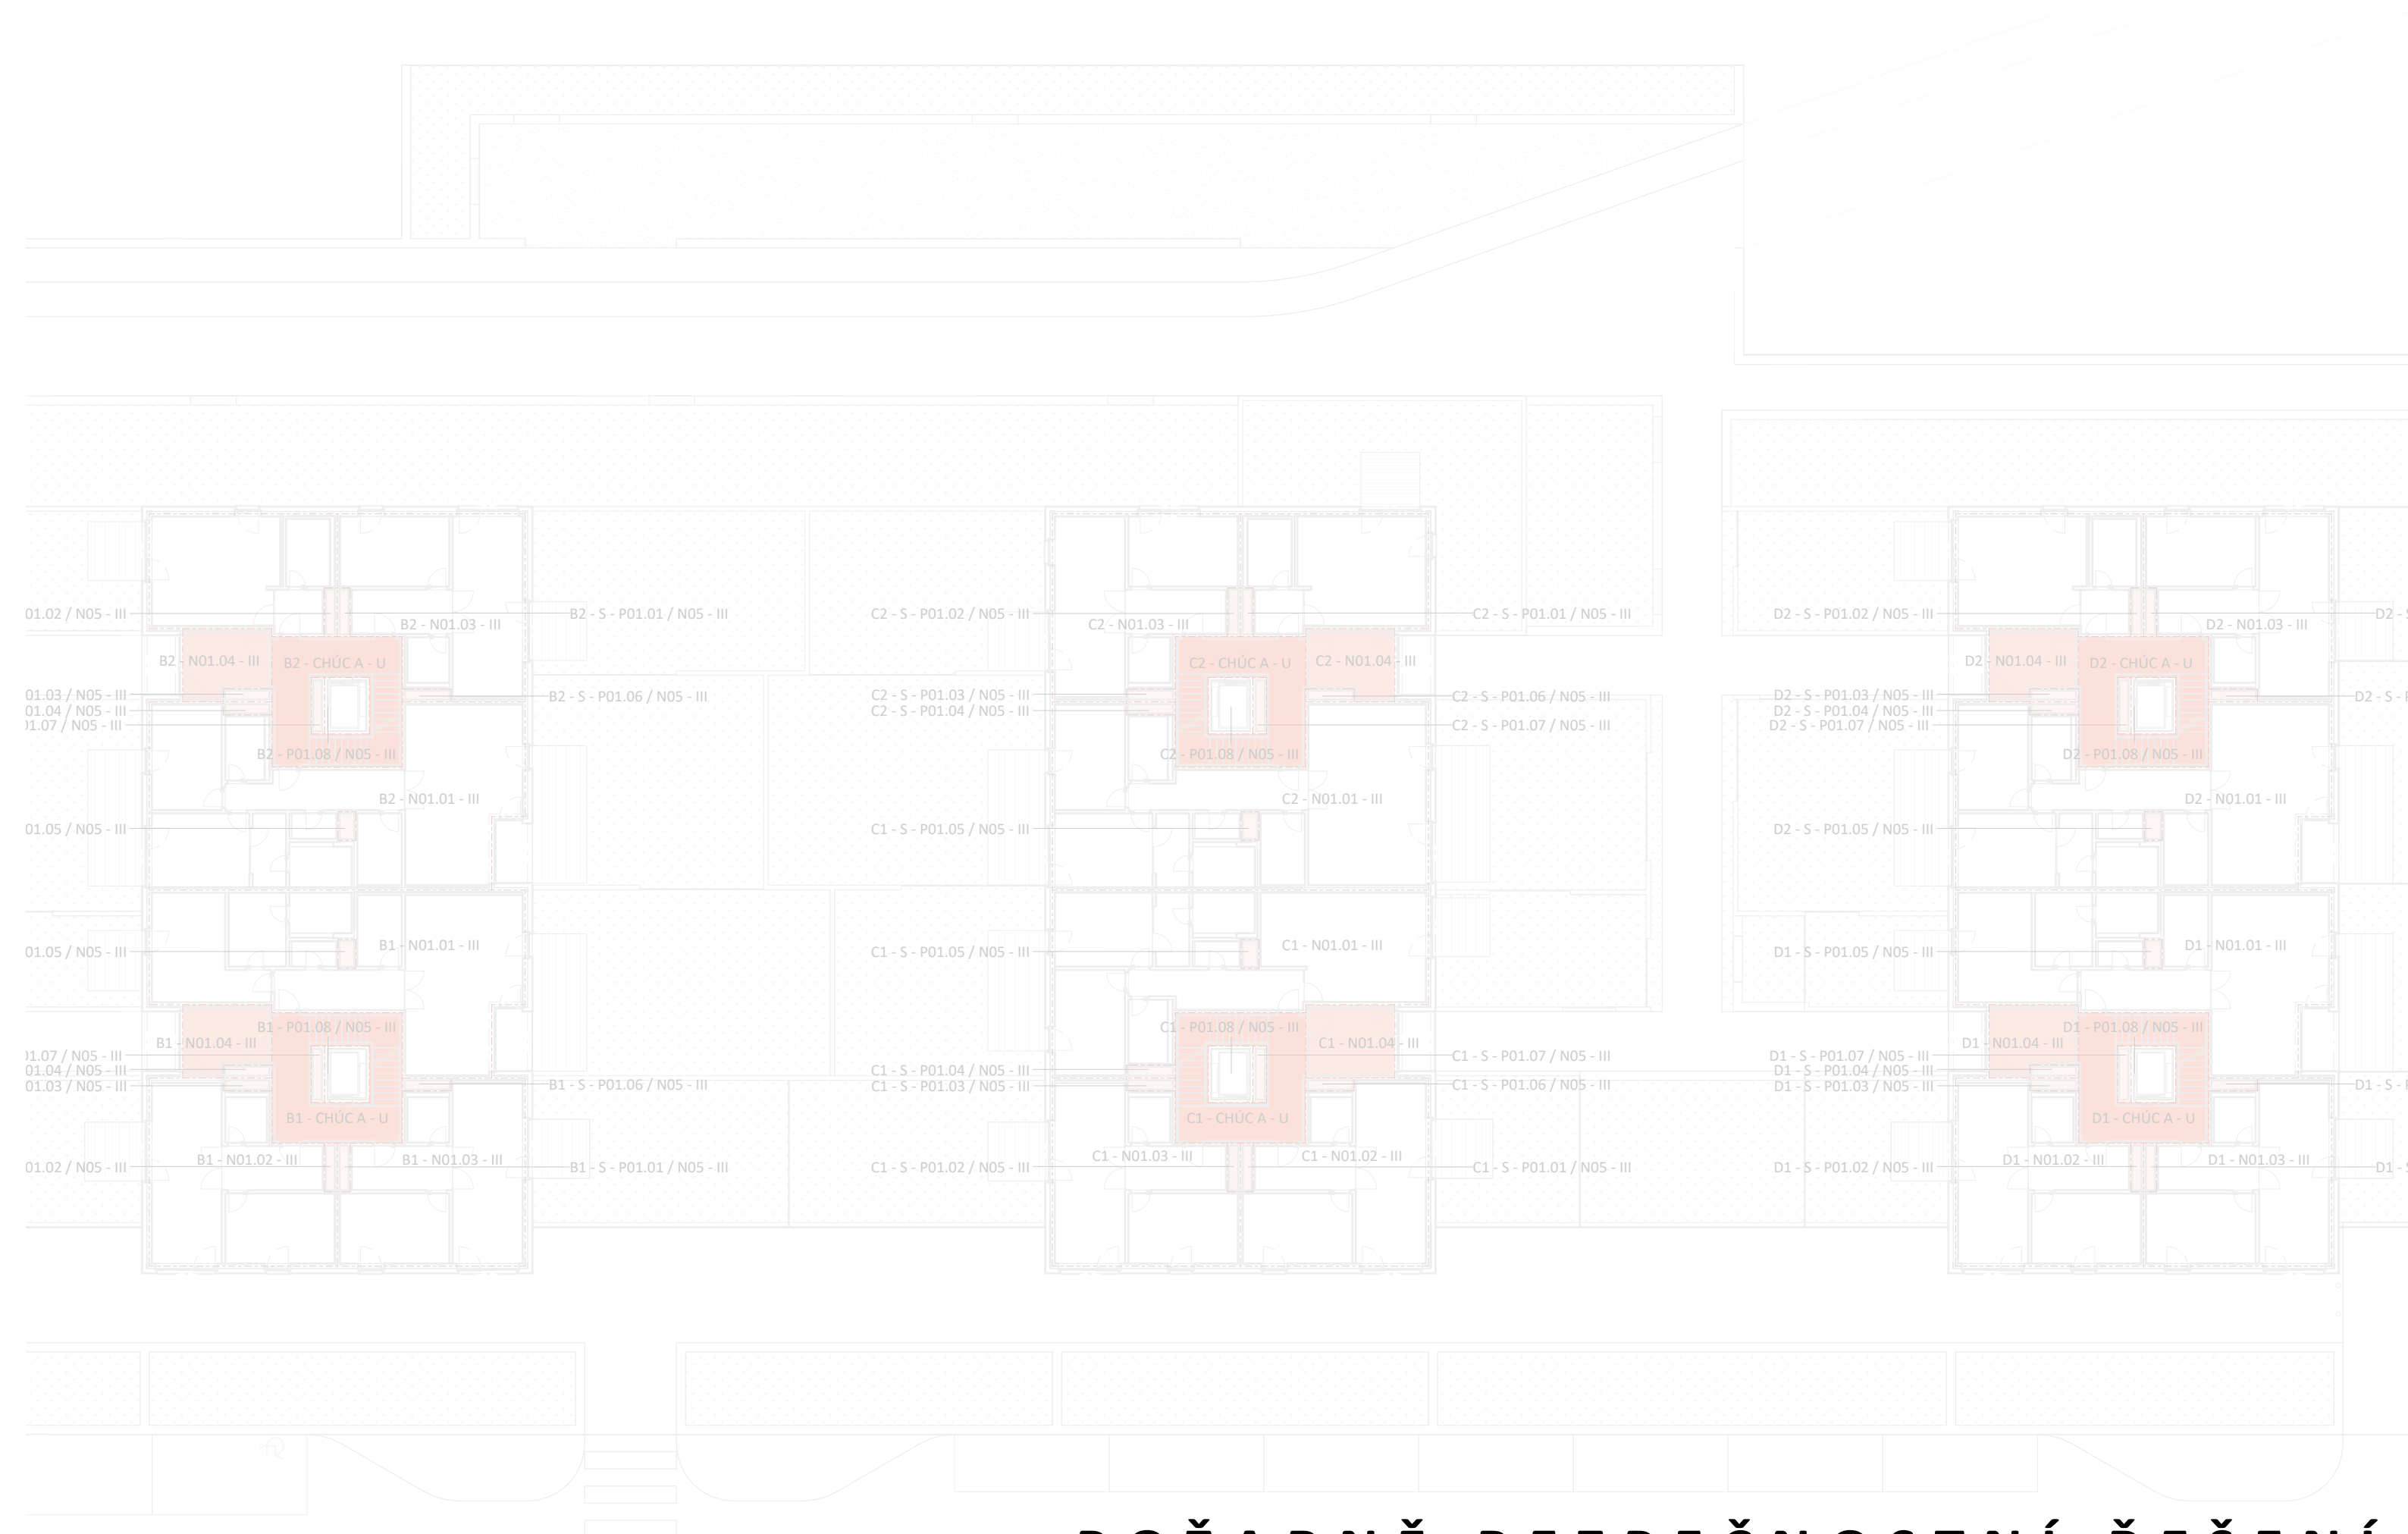 01.02 / N05 - III
B2 - S - P01.01 / N05 - III
C2 - S - P01.02 / N05 - III
C2 - S - P01.01 / N05 - III
D2 - S - P01.02 / N05 - III
B2 - N01.03 - III
C2 - N01.03 - III
D2 - N01.03 - III
B2 - N01.04 - III
B2 - CHÚC A - U
C2 - CHÚC A - U
C2 - N01.04 - III
D2 - N01.04 - III
D2 - CHÚC A - U
01.03 / N05 - III
B2 - S - P01.06 / N05 - III
C2 - S - P01.03 / N05 - III
C2 - S - P01.06 / N05 - III
D2 - S - P01.03 / N05 - III
01.04 / N05 - III
C2 - S - P01.04 / N05 - III
D2 - S - P01.04 / N05 - III
01.07 / N05 - III
C2 - S - P01.07 / N05 - III
D2 - S - P01.07 / N05 - III
B2 - P01.08 / N05 - III
C2 - P01.08 / N05 - III
D2 - P01.08 / N05 - III
B2 - N01.01 - III
C2 - N01.01 - III
D2 - N01.01 - III
01.05 / N05 - III
C1 - S - P01.05 / N05 - III
D2 - S - P01.05 / N05 - III
B1 - N01.01 - III
C1 - N01.01 - III
D1 - N01.01 - III
01.05 / N05 - III
C1 - S - P01.05 / N05 - III
D1 - S - P01.05 / N05 - III
B1 - P01.08 / N05 - III
C1 - P01.08 / N05 - III
D1 - P01.08 / N05 - III
B1 - N01.04 - III
C1 - N01.04 - III
D1 - N01.04 - III
01.07 / N05 - III
C1 - S - P01.07 / N05 - III
D1 - S - P01.07 / N05 - III
01.04 / N05 - III
C1 - S - P01.04 / N05 - III
D1 - S - P01.04 / N05 - III
01.03 / N05 - III
B1 - S - P01.06 / N05 - III
C1 - S - P01.03 / N05 - III
C1 - S - P01.06 / N05 - III
D1 - S - P01.03 / N05 - III
B1 - CHÚC A - U
C1 - CHÚC A - U
D1 - CHÚC A - U
B1 - N01.02 - III
B1 - N01.03 - III
C1 - N01.03 - III
C1 - N01.02 - III
D1 - N01.02 - III
D1 - N01.03 - III
01.02 / N05 - III
B1 - S - P01.01 / N05 - III
C1 - S - P01.02 / N05 - III
C1 - S - P01.01 / N05 - III
D1 - S - P01.02 / N05 - III